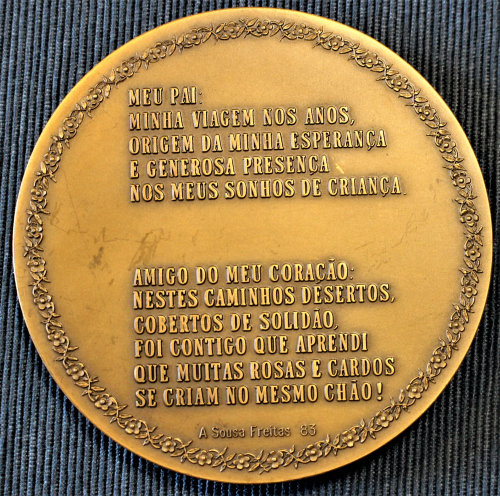 MEU PAI:
MINHA VIAGEM NOS ANOS,
ORIGEM DA MINHA ESPERANÇA
E GENEROSA PRESENÇA
NOS MEUS SONHOS DE CRIANÇA.
AMIGO DO MEU CORAÇÃO:
NESTES CAMINHOS DESERTOS,
COBERTOS DE SOLIDÃO,
FOI CONTIGO QUE APRENDI
QUE MUITAS ROSAS E CARDOS
SE CRIAM NO MESMO CHÃO!
A Sousa Freitas 83